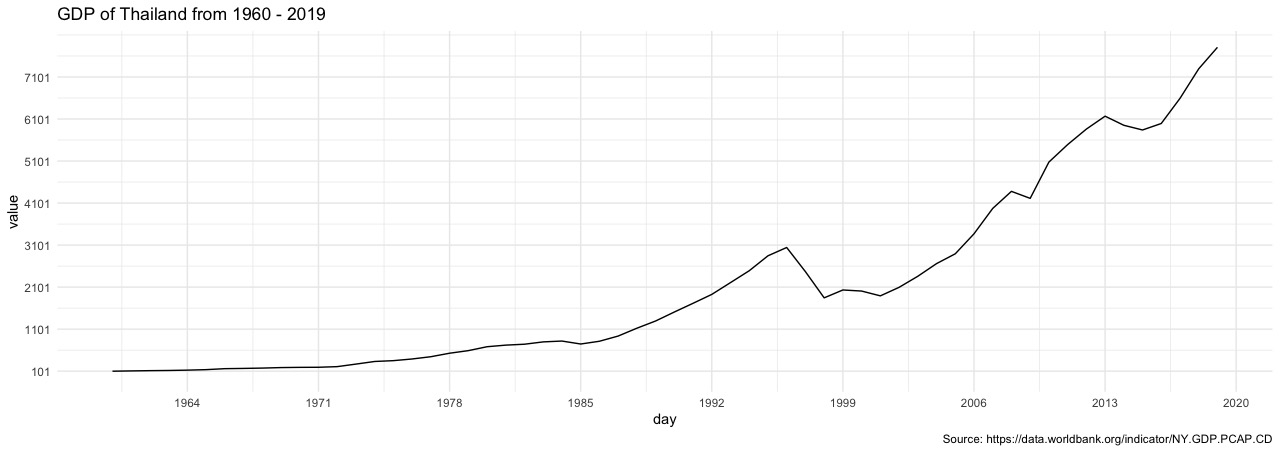 GDP of Thailand from 1960 - 2019
7101
6101
5101
4101
3101
2101
1101
101
value
1964 1971 1978 1985 1992 1999 2006 2013 2020
day
Source: https://data.worldbank.org/indicator/NY.GDP.PCAP.CD